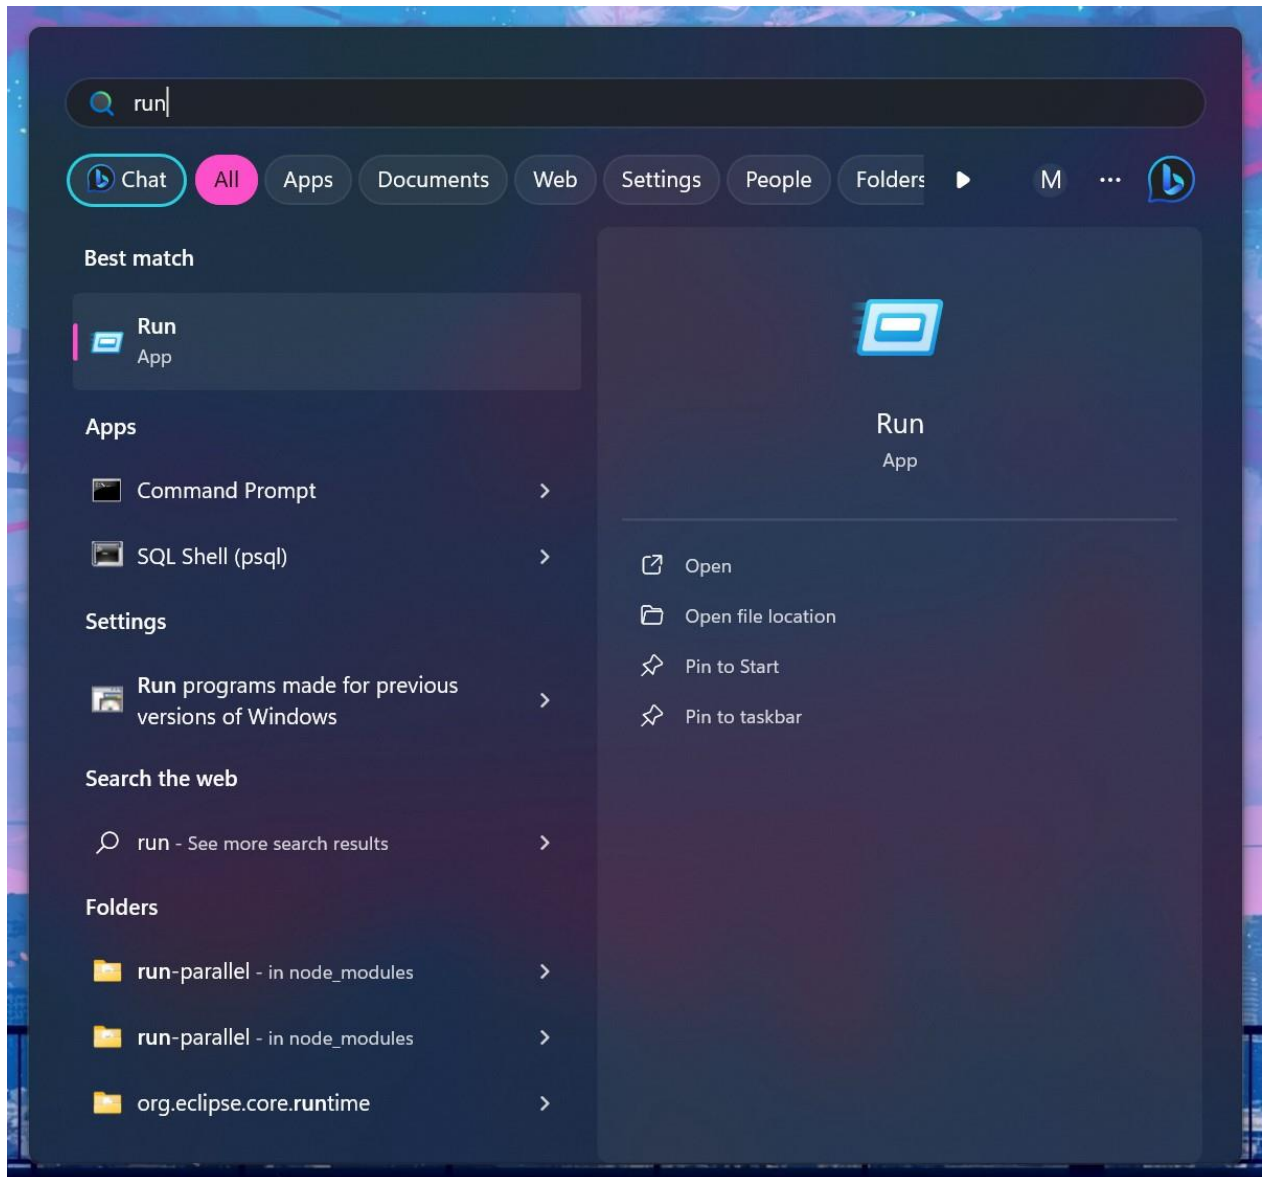 run
Chat
All
Apps
Documents
Web
Settings
People
Folders
M
Best match
Run
App
Apps
Command Prompt
SQL Shell (psql)
Settings
Run programs made for previous
versions of Windows
Search the web
run - See more search results
Folders
run-parallel - in node_modules
run-parallel - in node_modules
org.eclipse.core.runtime
Run
App
Open
Open file location
Pin to Start
Pin to taskbar